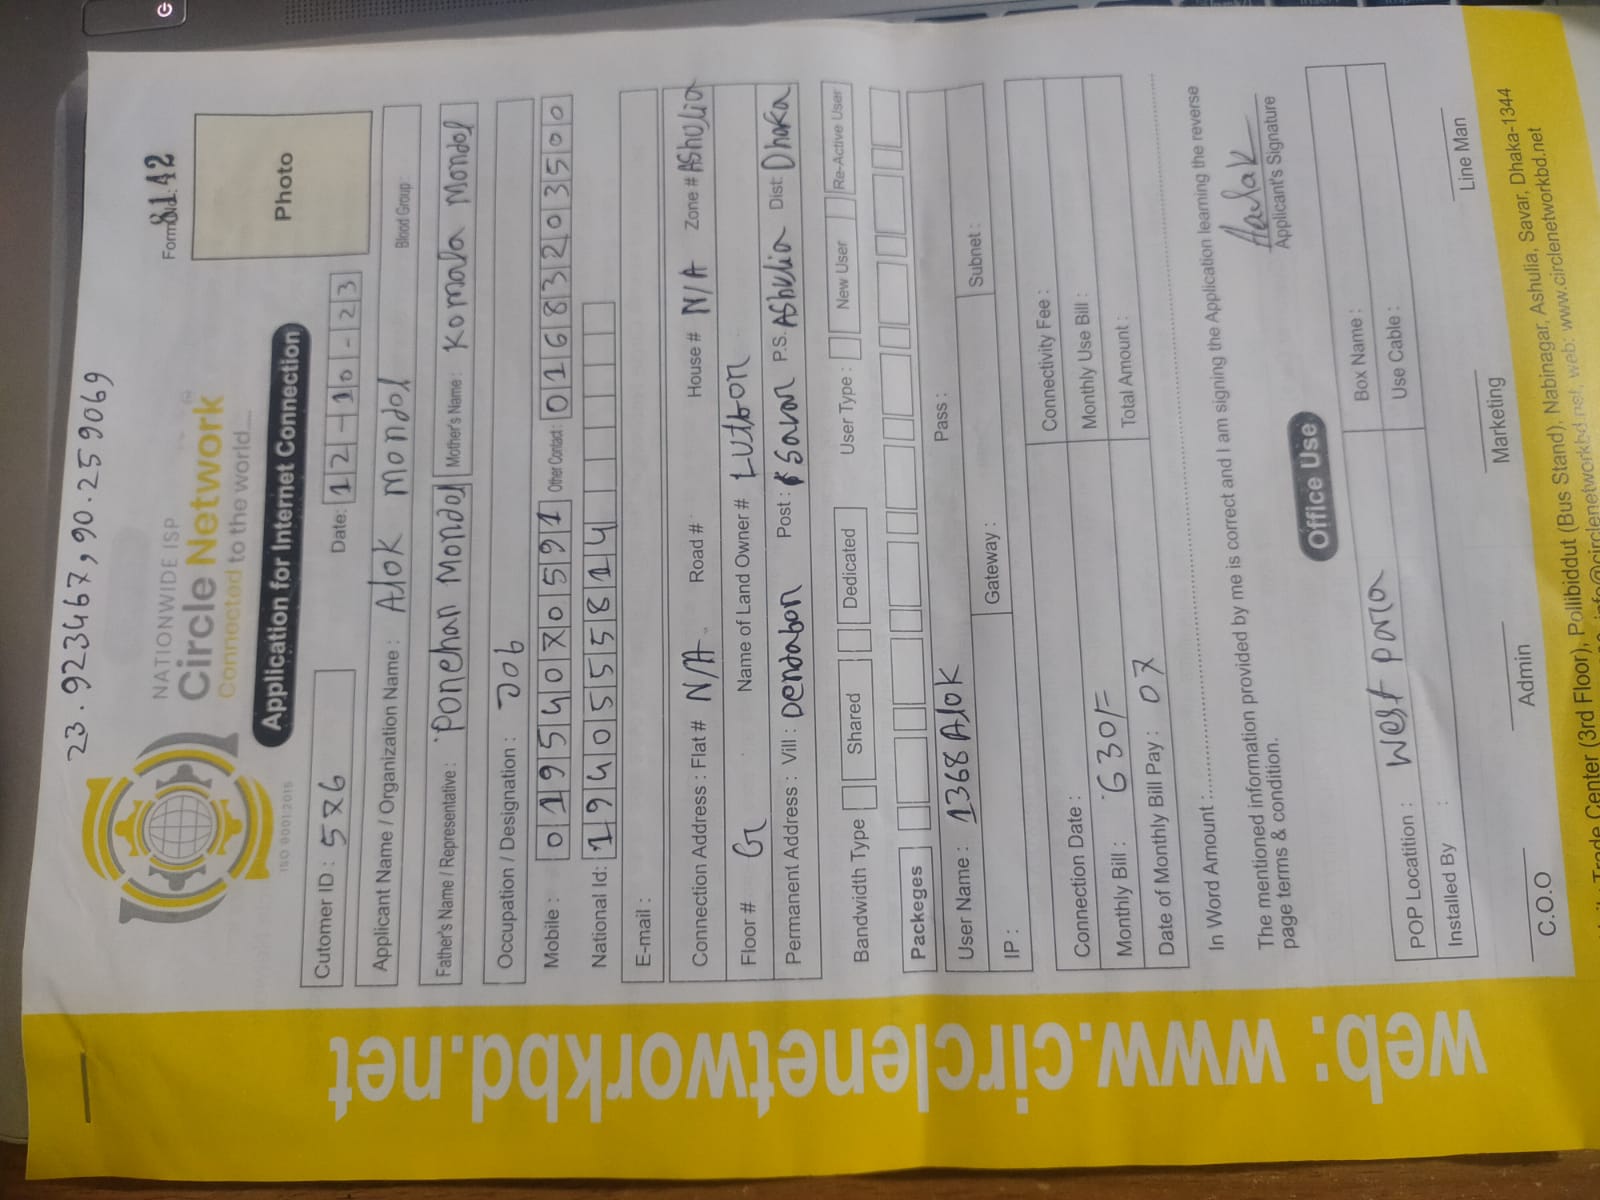 23.923467,90.259069
NATIONWIDE ISP
Circle Network
Connected to the world...
ISO 9001:2015
Form 8142
Photo
Application for Internet Connection
Cutomer ID : 576
Date: 12-10-23
Applicant Name / Organization Name : Alok Mondol
Blood Group:
Father's Name / Representative : Ponehan Mondol Mother's Name : Komola Mondol
Occupation / Designation : Job
Mobile : 01954070591 Other Contact: 01683203500
National Id: 1940555814
E-mail :
Connection Address : Flat # N/A Road # House # N/A Zone # Ashulia
Floor # G Name of Land Owner # Lutbon
Permanent Address : Vill : Dendabon Post : Savar P.S. Ashulia Dist: Dhaka
Bandwidth Type Shared Dedicated User Type : New User Re-Active User
Packeges
User Name : 1368Alok Pass :
IP : Gateway : Subnet :
Connection Date : Connectivity Fee :
Monthly Bill : 630/= Monthly Use Bill :
Date of Monthly Bill Pay : 07 Total Amount :
In Word Amount :
The mentioned information provided by me is correct and I am signing the Application learning the reverse
page terms & condition.
Applicant's Signature
Office Use
POP Locatition : West Para Box Name :
Installed By : Use Cable :
C.O.O Admin Marketing Line Man
Trade Center (3rd Floor), Pollibiddut (Bus Stand), Nabinagar, Ashulia, Savar, Dhaka-1344
info@circlenetworkbd.net, web: www.circlenetworkbd.net
web: www.circlenetworkbd.net